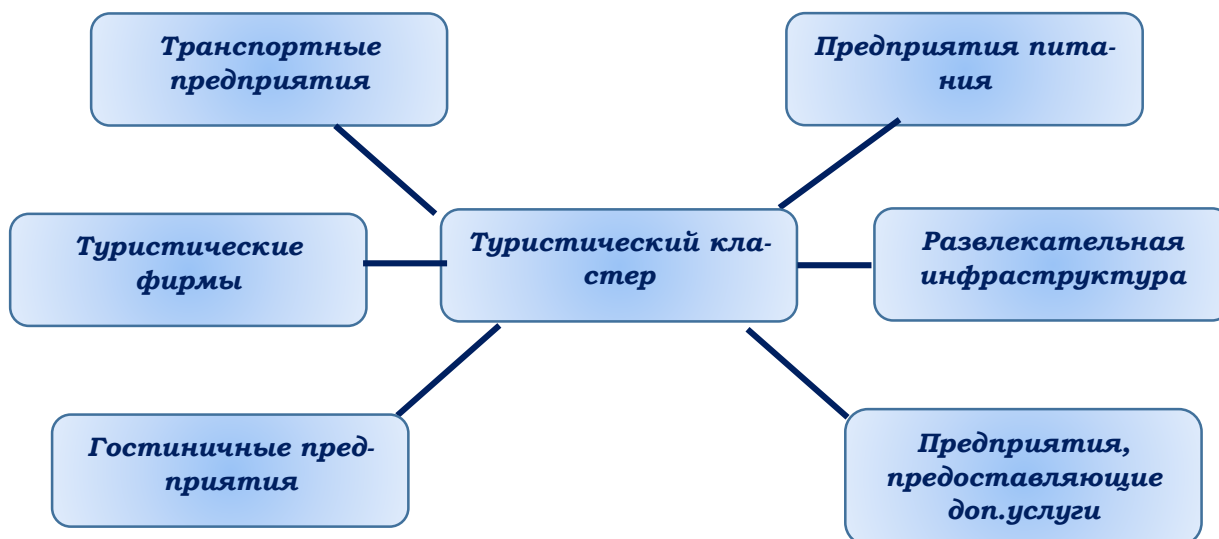 Транспортные
предприятия
Предприятия пита-
ния
Туристические
фирмы
Туристический кла-
стер
Развлекательная
инфраструктура
Гостиничные пред-
приятия
Предприятия,
предоставляющие
доп.услуги